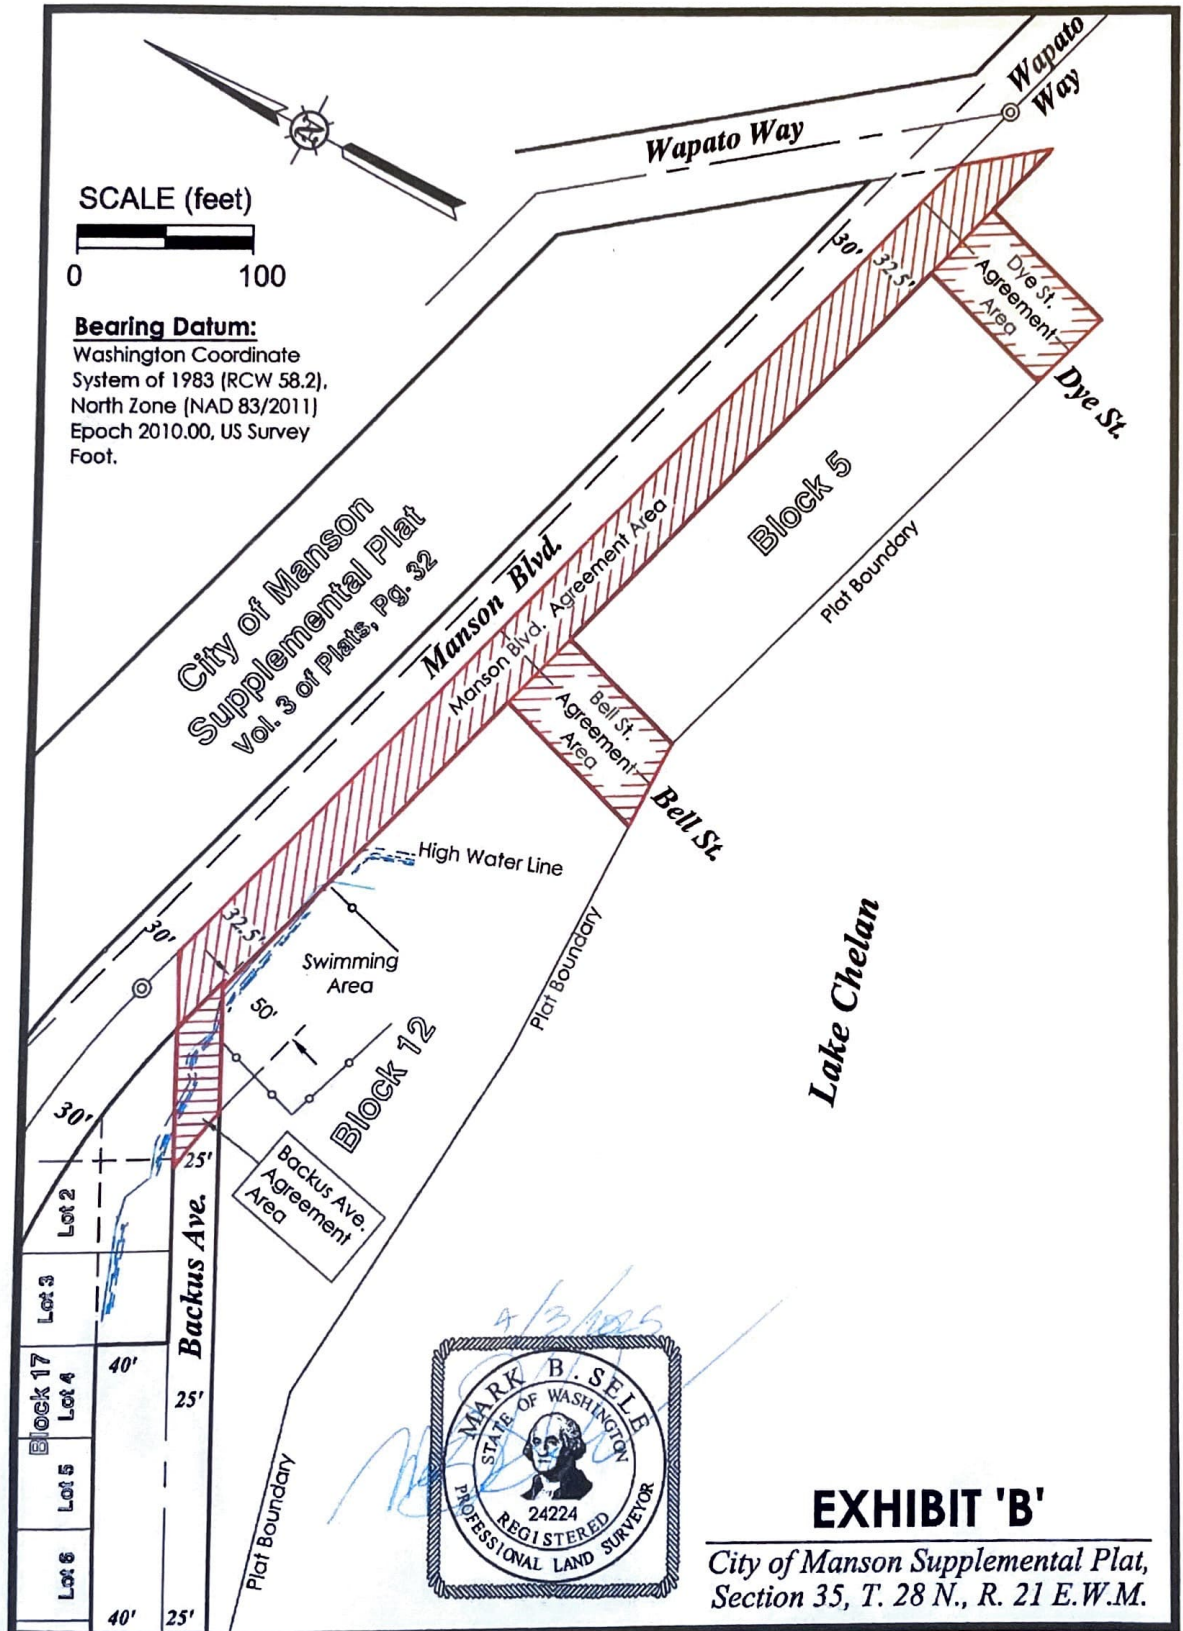 Wapato
Way
Wapato Way
SCALE (feet)
0 100
Bearing Datum:
Washington Coordinate
System of 1983 (RCW 58.2),
North Zone (NAD 83/2011)
Epoch 2010.00, US Survey
Foot.
30'
32.5'
Dye St.
Agreement
Area
Dye St.
City of Manson
Supplemental Plat
Vol. 3 of Plats, Pg. 32
Manson Blvd.
Manson Blvd. Agreement Area
Block 5
Plat Boundary
Bell St.
Agreement
Area
Bell St.
High Water Line
30'
32.5'
Swimming
Area
50'
Plat Boundary
Lake Chelan
Block 12
30'
25'
Backus Ave.
Agreement
Area
Lot 2
Lot 3
Backus Ave.
Block 17
Lot 4
40'
25'
Lot 5
Lot 6
40' 25'
Plat Boundary
MARK B. SELE
STATE OF WASHINGTON
24224
REGISTERED
PROFESSIONAL LAND SURVEYOR
EXHIBIT 'B'
City of Manson Supplemental Plat,
Section 35, T. 28 N., R. 21 E.W.M.